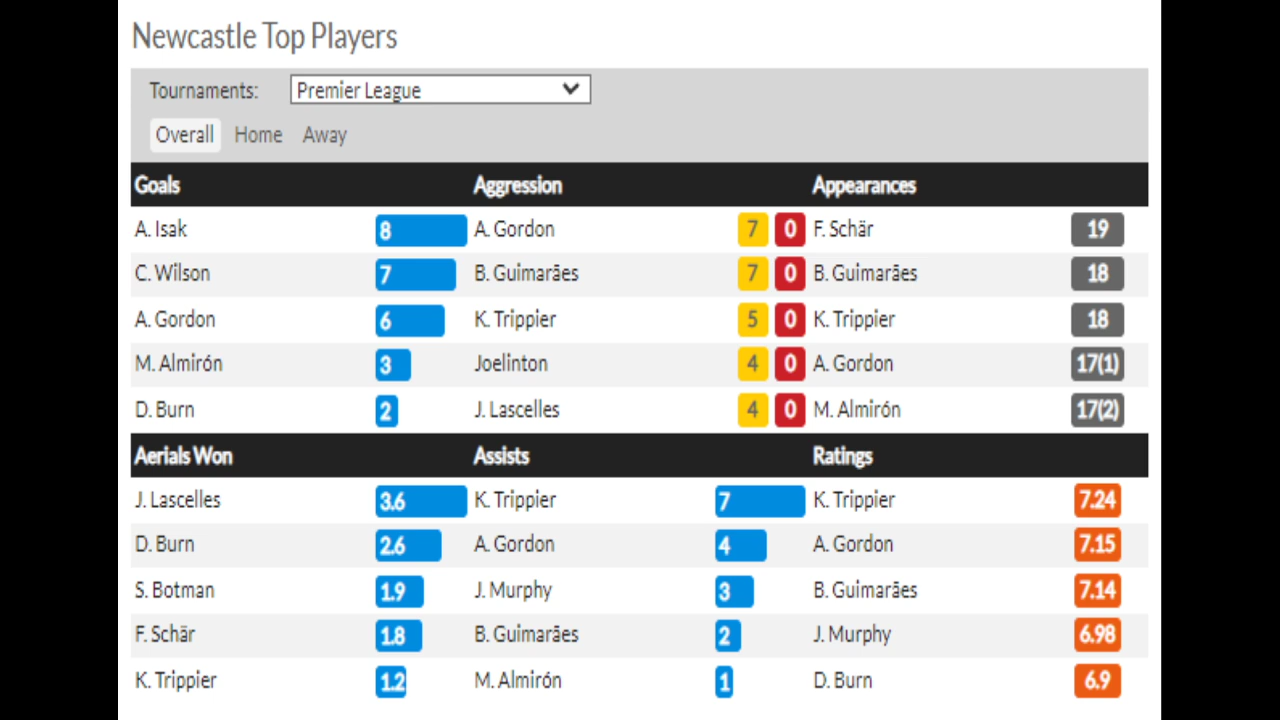 Newcastle Top Players
Tournaments: Premier League
Overall Home Away
Goals Aggression Appearances
A. Isak 8 A. Gordon 7 0 F. Schär 19
C. Wilson 7 B. Guimarães 7 0 B. Guimarães 18
A. Gordon 6 K. Trippier 5 0 K. Trippier 18
M. Almirón 3 Joelinton 4 0 A. Gordon 17(1)
D. Burn 2 J. Lascelles 4 0 M. Almirón 17(2)
Aerials Won Assists Ratings
J. Lascelles 3.6 K. Trippier 7 K. Trippier 7.24
D. Burn 2.6 A. Gordon 4 A. Gordon 7.15
S. Botman 1.9 J. Murphy 3 B. Guimarães 7.14
F. Schär 1.8 B. Guimarães 2 J. Murphy 6.98
K. Trippier 1.2 M. Almirón 1 D. Burn 6.9